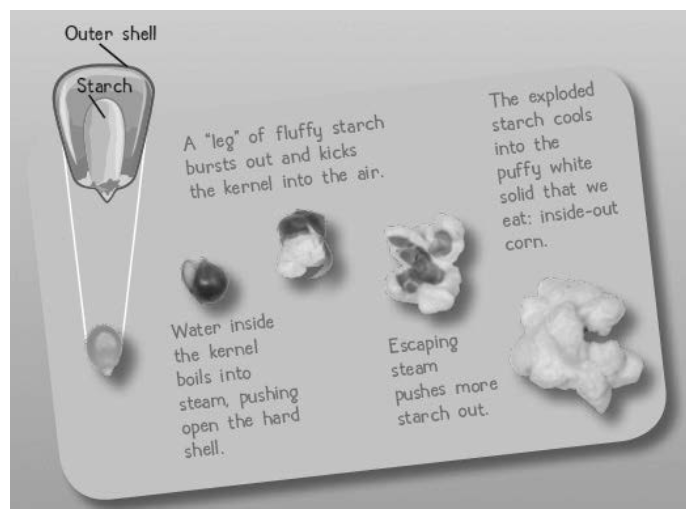 Outer shell
Starch
A "leg" of fluffy starch
bursts out and kicks
the kernel into the air.
Water inside
the kernel
boils into
steam, pushing
open the hard
shell.
Escaping
steam
pushes more
starch out.
The exploded
starch cools
into the
puffy white
solid that we
eat: inside-out
corn.